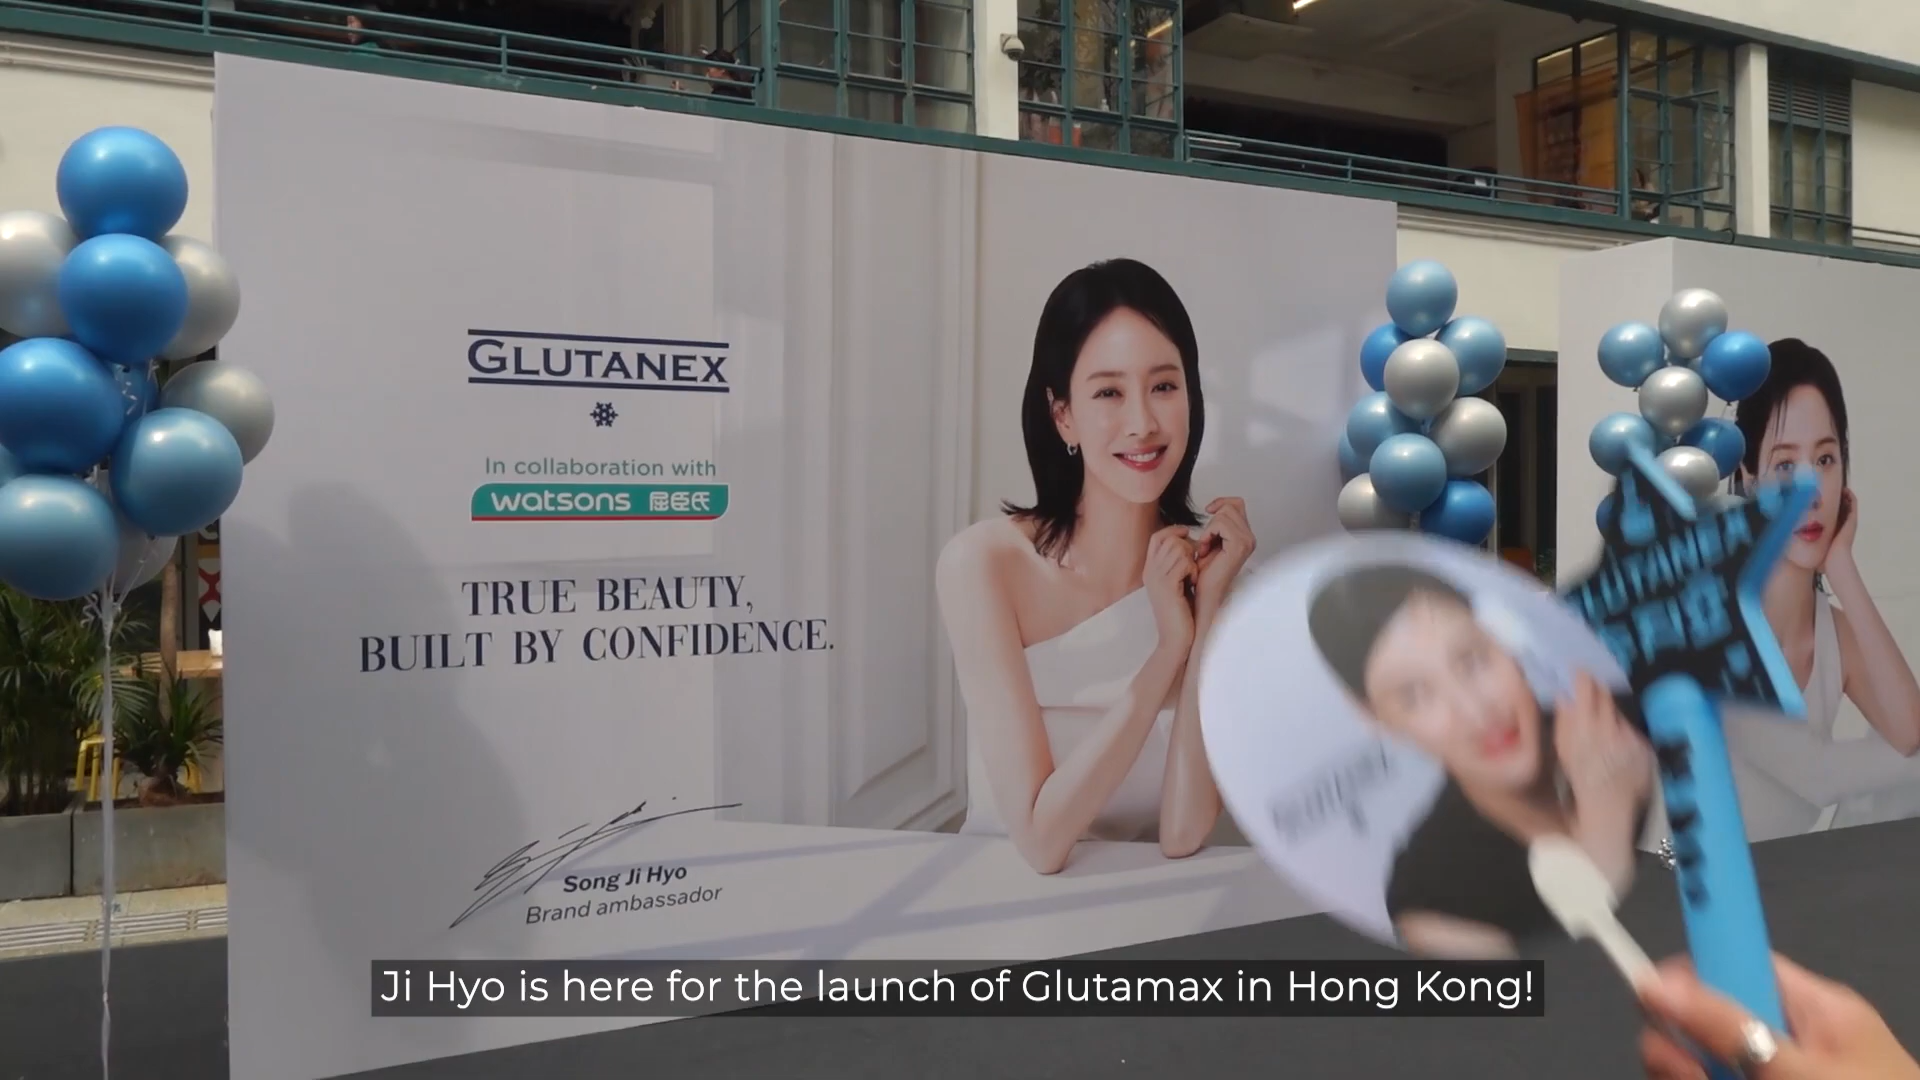 GLUTANEX
In collaboration with
watsons 屈臣氏
TRUE BEAUTY,
BUILT BY CONFIDENCE.
Song Ji Hyo
Brand ambassador
GLUTANEX
Ji Hyo is here for the launch of Glutamax in Hong Kong!